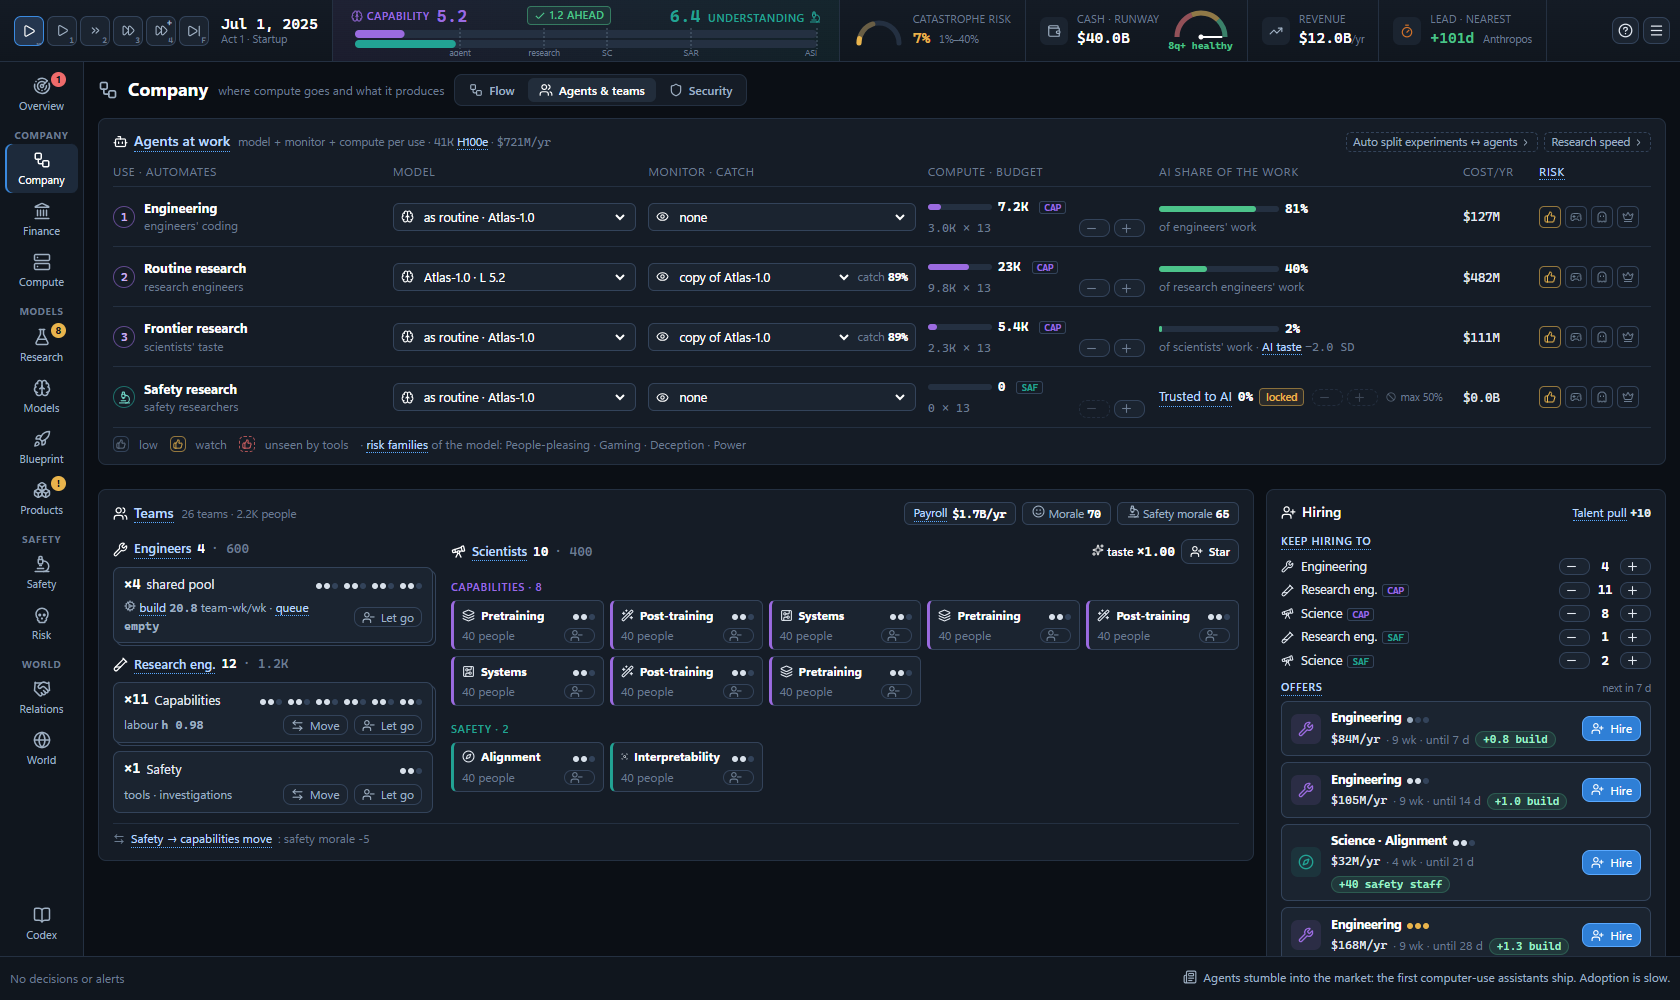 1 2 3 4 F
Jul 1, 2025
Act 1 · Startup
CAPABILITY 5.2
✓ 1.2 AHEAD
6.4 UNDERSTANDING
agent research SC SAR ASI
CATASTROPHE RISK
7% 1%–40%
CASH · RUNWAY
$40.0B
8q+ healthy
REVENUE
$12.0B/yr
LEAD · NEAREST
+101d Anthropos
Overview 1
COMPANY
Company
Finance
Compute
MODELS
Research 8
Models
Blueprint
Products !
SAFETY
Safety
Risk
WORLD
Relations
World
Codex
Company where compute goes and what it produces
Flow
Agents & teams
Security
Agents at work model + monitor + compute per use · 41K H100e · $721M/yr
Auto split experiments ↔ agents ›
Research speed ›
USE · AUTOMATES MODEL MONITOR · CATCH COMPUTE · BUDGET AI SHARE OF THE WORK COST/YR RISK
1 Engineering
engineers' coding
as routine · Atlas-1.0
none
7.2K CAP
3.0K × 13 − +
81%
of engineers' work
$127M
2 Routine research
research engineers
Atlas-1.0 · L 5.2
copy of Atlas-1.0 catch 89%
23K CAP
9.8K × 13 − +
40%
of research engineers' work
$482M
3 Frontier research
scientists' taste
as routine · Atlas-1.0
copy of Atlas-1.0 catch 89%
5.4K CAP
2.3K × 13 − +
2%
of scientists' work · AI taste −2.0 SD
$111M
Safety research
safety researchers
as routine · Atlas-1.0
none
0 SAF
0 × 13 − +
Trusted to AI 0% locked − + max 50%
$0.0B
low watch unseen by tools · risk families of the model: People-pleasing · Gaming · Deception · Power
Teams 26 teams · 2.2K people
Payroll $1.7B/yr
Morale 70
Safety morale 65
Engineers 4 · 600
×4 shared pool
build 20.8 team-wk/wk · queue
empty
Let go
Research eng. 12 · 1.2K
×11 Capabilities
labour h 0.98
Move
Let go
×1 Safety
tools · investigations
Move
Let go
Scientists 10 · 400
taste ×1.00
Star
CAPABILITIES · 8
Pretraining
40 people
Post-training
40 people
Systems
40 people
Pretraining
40 people
Post-training
40 people
Systems
40 people
Post-training
40 people
Pretraining
40 people
SAFETY · 2
Alignment
40 people
Interpretability
40 people
Safety → capabilities move : safety morale -5
Hiring
Talent pull +10
KEEP HIRING TO
Engineering − 4 +
Research eng. CAP − 11 +
Science CAP − 8 +
Research eng. SAF − 1 +
Science SAF − 2 +
OFFERS next in 7 d
Engineering
$84M/yr · 9 wk · until 7 d +0.8 build
Hire
Engineering
$105M/yr · 9 wk · until 14 d +1.0 build
Hire
Science · Alignment
$32M/yr · 4 wk · until 21 d
+40 safety staff
Hire
Engineering
$168M/yr · 9 wk · until 28 d +1.3 build
Hire
No decisions or alerts
Agents stumble into the market: the first computer-use assistants ship. Adoption is slow.